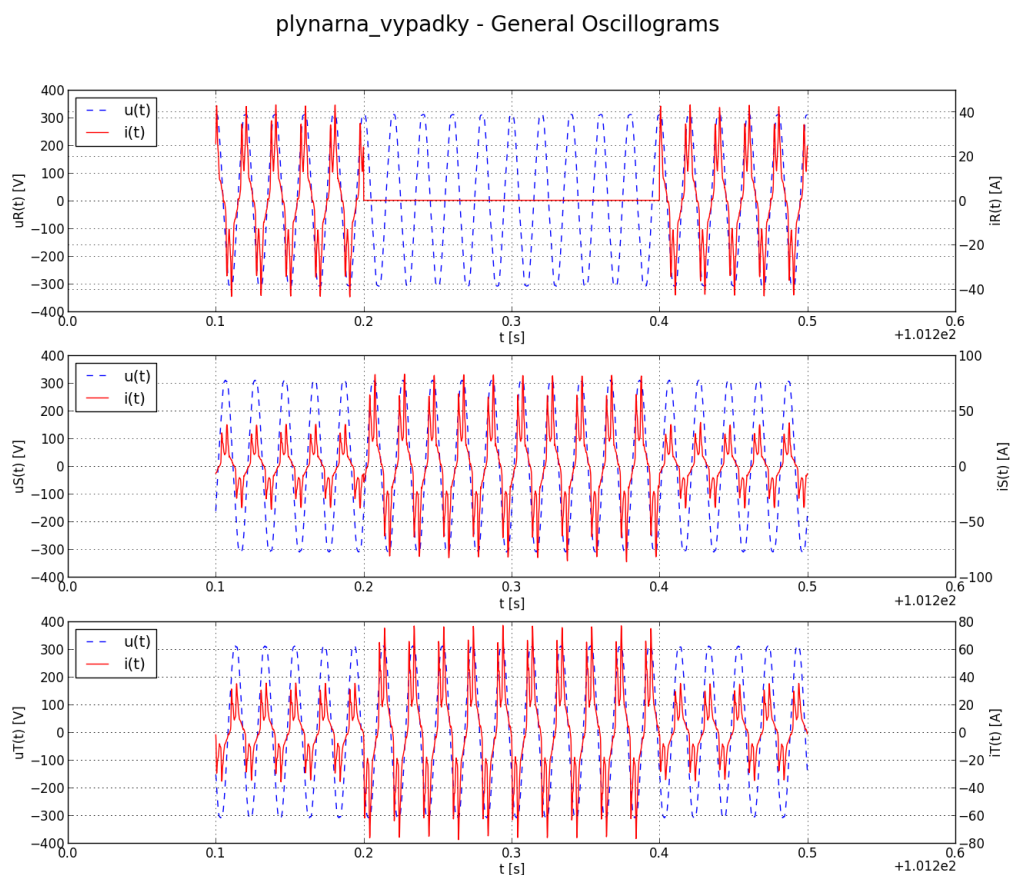 plynarna_vypadky - General Oscillograms
400
300
200
100
0
−100
−200
−300
−400
uR(t) [V]
u(t)
i(t)
40
20
0
−20
−40
iR(t) [A]
0.0 0.1 0.2 0.3 0.4 0.5 0.6
t [s]
+1.012e2
400
300
200
100
0
−100
−200
−300
−400
uS(t) [V]
u(t)
i(t)
100
50
0
−50
−100
iS(t) [A]
0.0 0.1 0.2 0.3 0.4 0.5 0.6
t [s]
+1.012e2
400
300
200
100
0
−100
−200
−300
−400
uT(t) [V]
u(t)
i(t)
80
60
40
20
0
−20
−40
−60
−80
iT(t) [A]
0.0 0.1 0.2 0.3 0.4 0.5 0.6
t [s]
+1.012e2